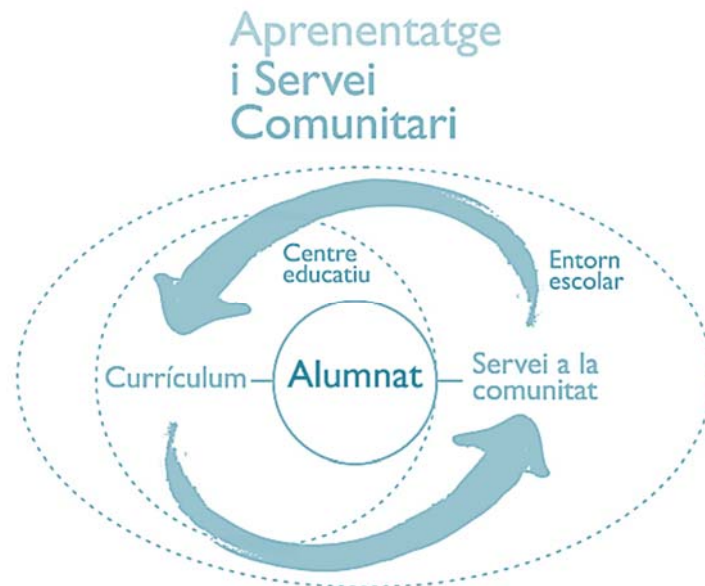 Aprenentatge
i Servei
Comunitari
Centre
educatiu
Entorn
escolar
Currículum
Alumnat
Servei a la
comunitat